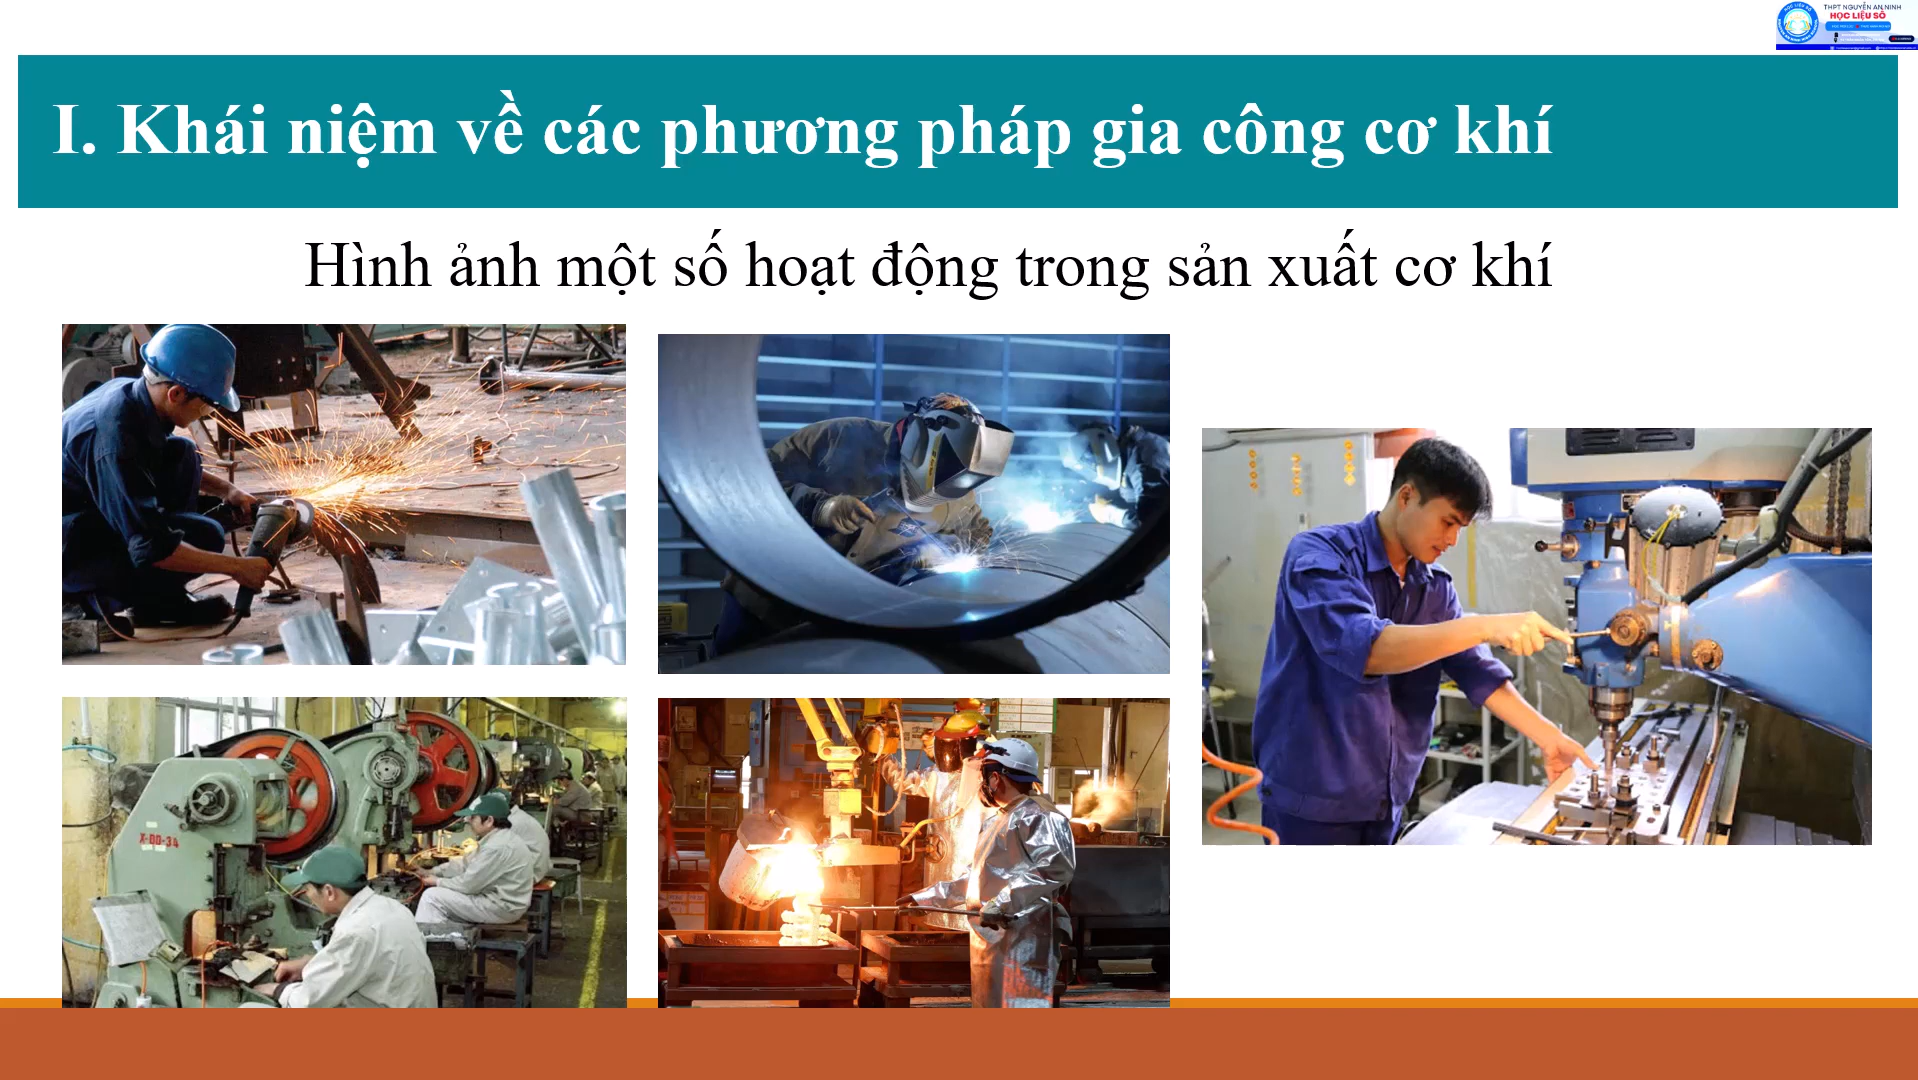 THPT NGUYỄN AN NINH
HỌC LIỆU SỐ
I. Khái niệm về các phương pháp gia công cơ khí
Hình ảnh một số hoạt động trong sản xuất cơ khí